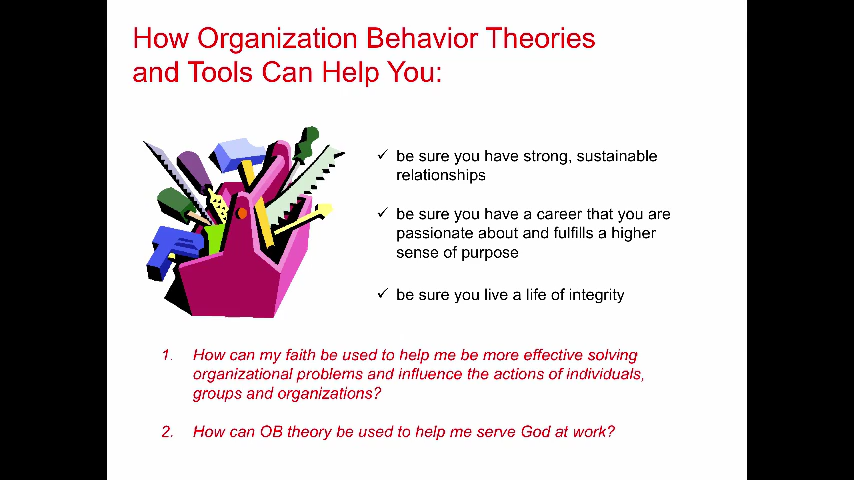 How Organization Behavior Theories
and Tools Can Help You:
✓ be sure you have strong, sustainable
relationships
✓ be sure you have a career that you are
passionate about and fulfills a higher
sense of purpose
✓ be sure you live a life of integrity
1. How can my faith be used to help me be more effective solving
organizational problems and influence the actions of individuals,
groups and organizations?
2. How can OB theory be used to help me serve God at work?